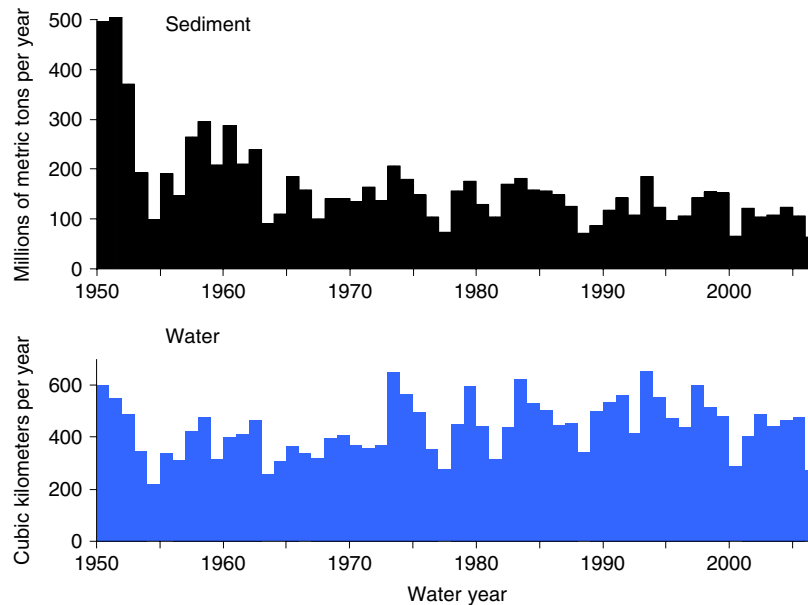 Sediment
Millions of metric tons per year
500
400
300
200
100
0
1950 1960 1970 1980 1990 2000
Water
Cubic kilometers per year
600
400
200
0
1950 1960 1970 1980 1990 2000
Water year